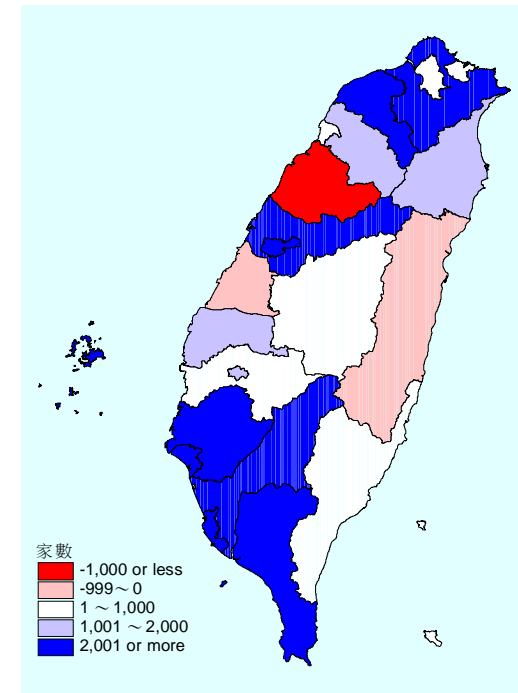 家數
-1,000 or less
-999～0
1 ～ 1,000
1,001 ～ 2,000
2,001 or more